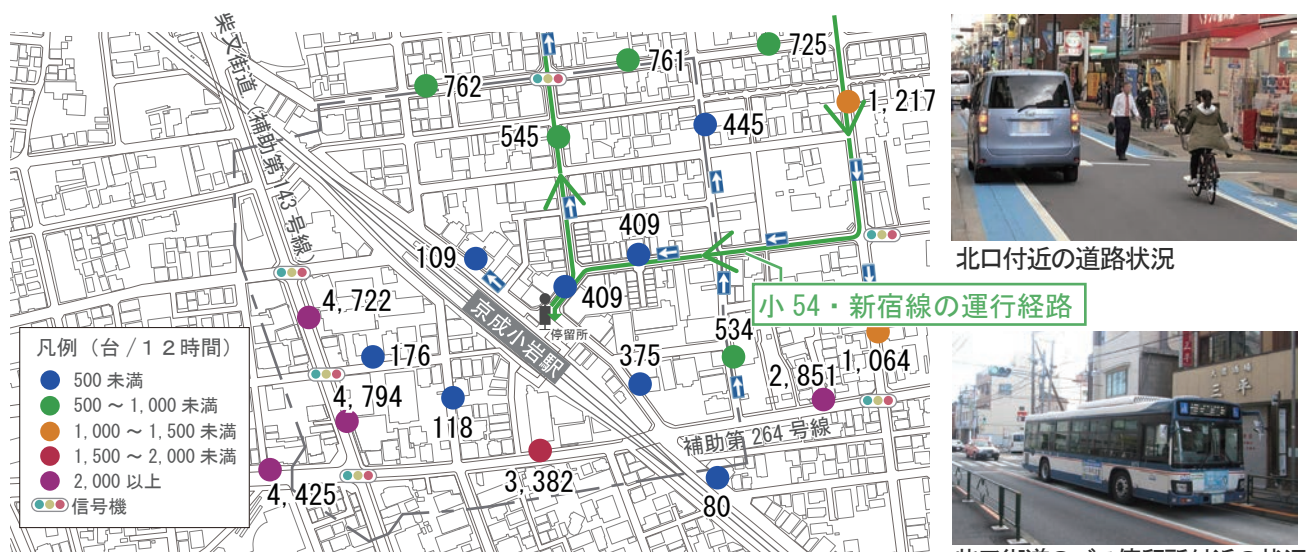 柴又街道（補助第143号線）
762
761
725
1,217
545
445
409
109
409
小54・新宿線の運行経路
停留所
京成小岩駅
4,722
176
375
534
1,064
2,851
4,794
118
補助第264号線
3,382
4,425
80
凡例（台/12時間）
500未満
500～1,000未満
1,000～1,500未満
1,500～2,000未満
2,000以上
信号機
北口付近の道路状況
三平